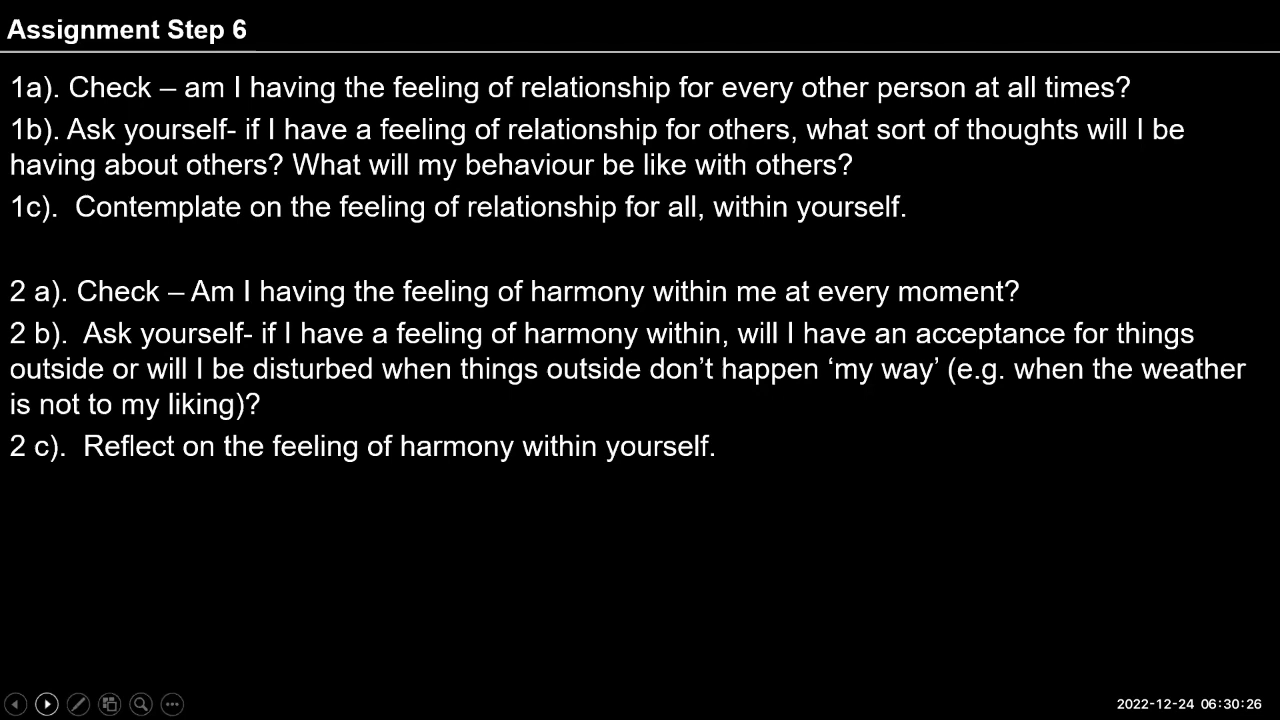 Assignment Step 6
1a). Check – am I having the feeling of relationship for every other person at all times?
1b). Ask yourself- if I have a feeling of relationship for others, what sort of thoughts will I be
having about others? What will my behaviour be like with others?
1c).  Contemplate on the feeling of relationship for all, within yourself.
2 a). Check – Am I having the feeling of harmony within me at every moment?
2 b).  Ask yourself- if I have a feeling of harmony within, will I have an acceptance for things
outside or will I be disturbed when things outside don’t happen ‘my way’ (e.g. when the weather
is not to my liking)?
2 c).  Reflect on the feeling of harmony within yourself.
2022-12-24 06:30:26